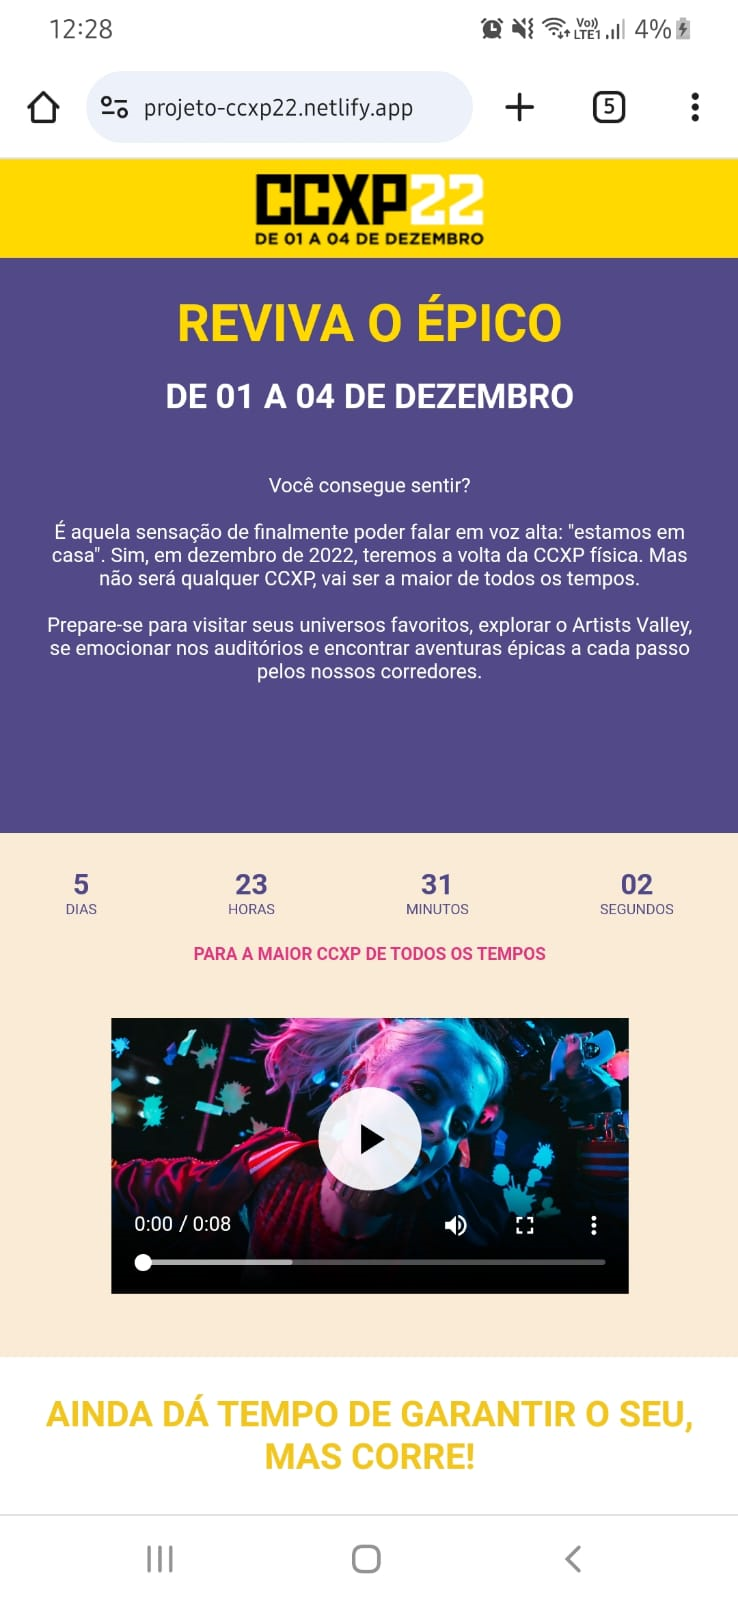 12:28
Vo))
LTE1
4%
projeto-ccxp22.netlify.app
5
CCXP22
DE 01 A 04 DE DEZEMBRO
REVIVA O ÉPICO
DE 01 A 04 DE DEZEMBRO
Você consegue sentir?
É aquela sensação de finalmente poder falar em voz alta: "estamos em
casa". Sim, em dezembro de 2022, teremos a volta da CCXP física. Mas
não será qualquer CCXP, vai ser a maior de todos os tempos.
Prepare-se para visitar seus universos favoritos, explorar o Artists Valley,
se emocionar nos auditórios e encontrar aventuras épicas a cada passo
pelos nossos corredores.
5 23 31 02
DIAS HORAS MINUTOS SEGUNDOS
PARA A MAIOR CCXP DE TODOS OS TEMPOS
0:00 / 0:08
AINDA DÁ TEMPO DE GARANTIR O SEU,
MAS CORRE!